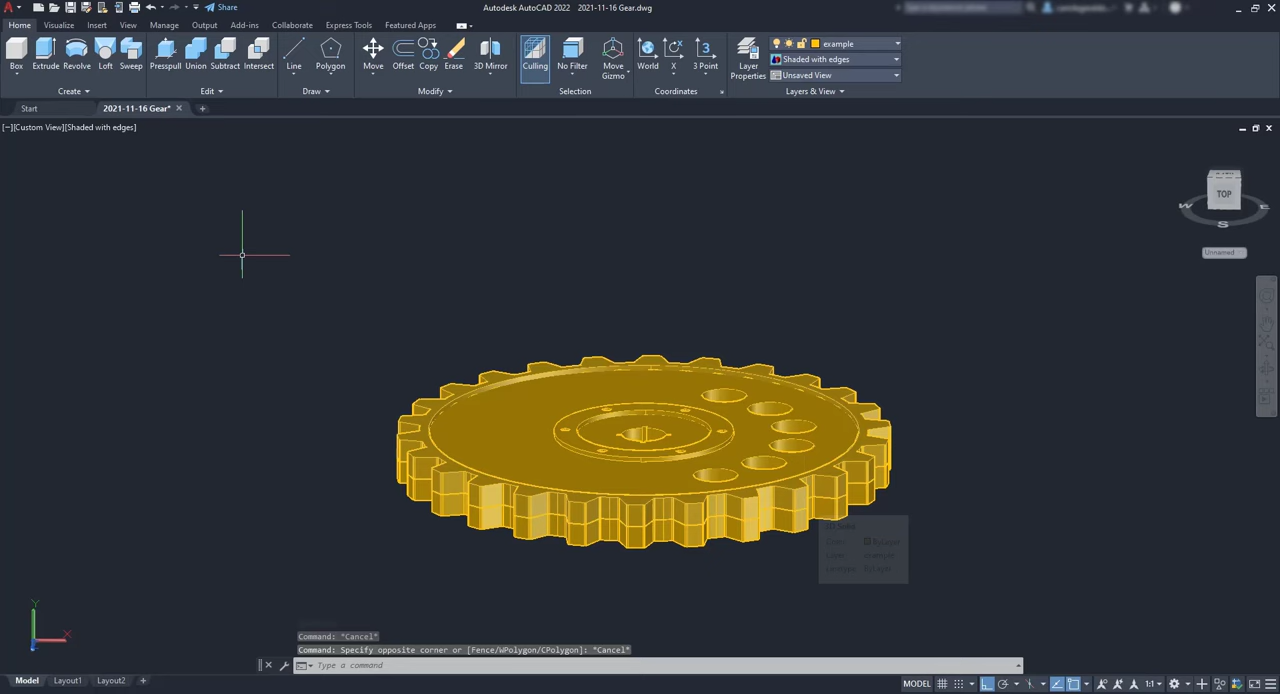 Share
Autodesk AutoCAD 2022 2021-11-16 Gear.dwg
Home Visualize Insert View Manage Output Add-ins Collaborate Express Tools Featured Apps
Box Extrude Revolve Loft Sweep Presspull Union Subtract Intersect Line Polygon Move Offset Copy Erase 3D Mirror Culling No Filter Move Gizmo World X 3 Point Layer Properties
example
Shaded with edges
Unsaved View
Create Edit Draw Modify Selection Coordinates Layers & View
Start 2021-11-16 Gear*
[−][Custom View][Shaded with edges]
TOP
W E
S
Unnamed
Y
X
Command: *Cancel*
Command: Specify opposite corner or [Fence/WPolygon/CPolygon]: *Cancel*
Type a command
Model Layout1 Layout2
MODEL 1:1